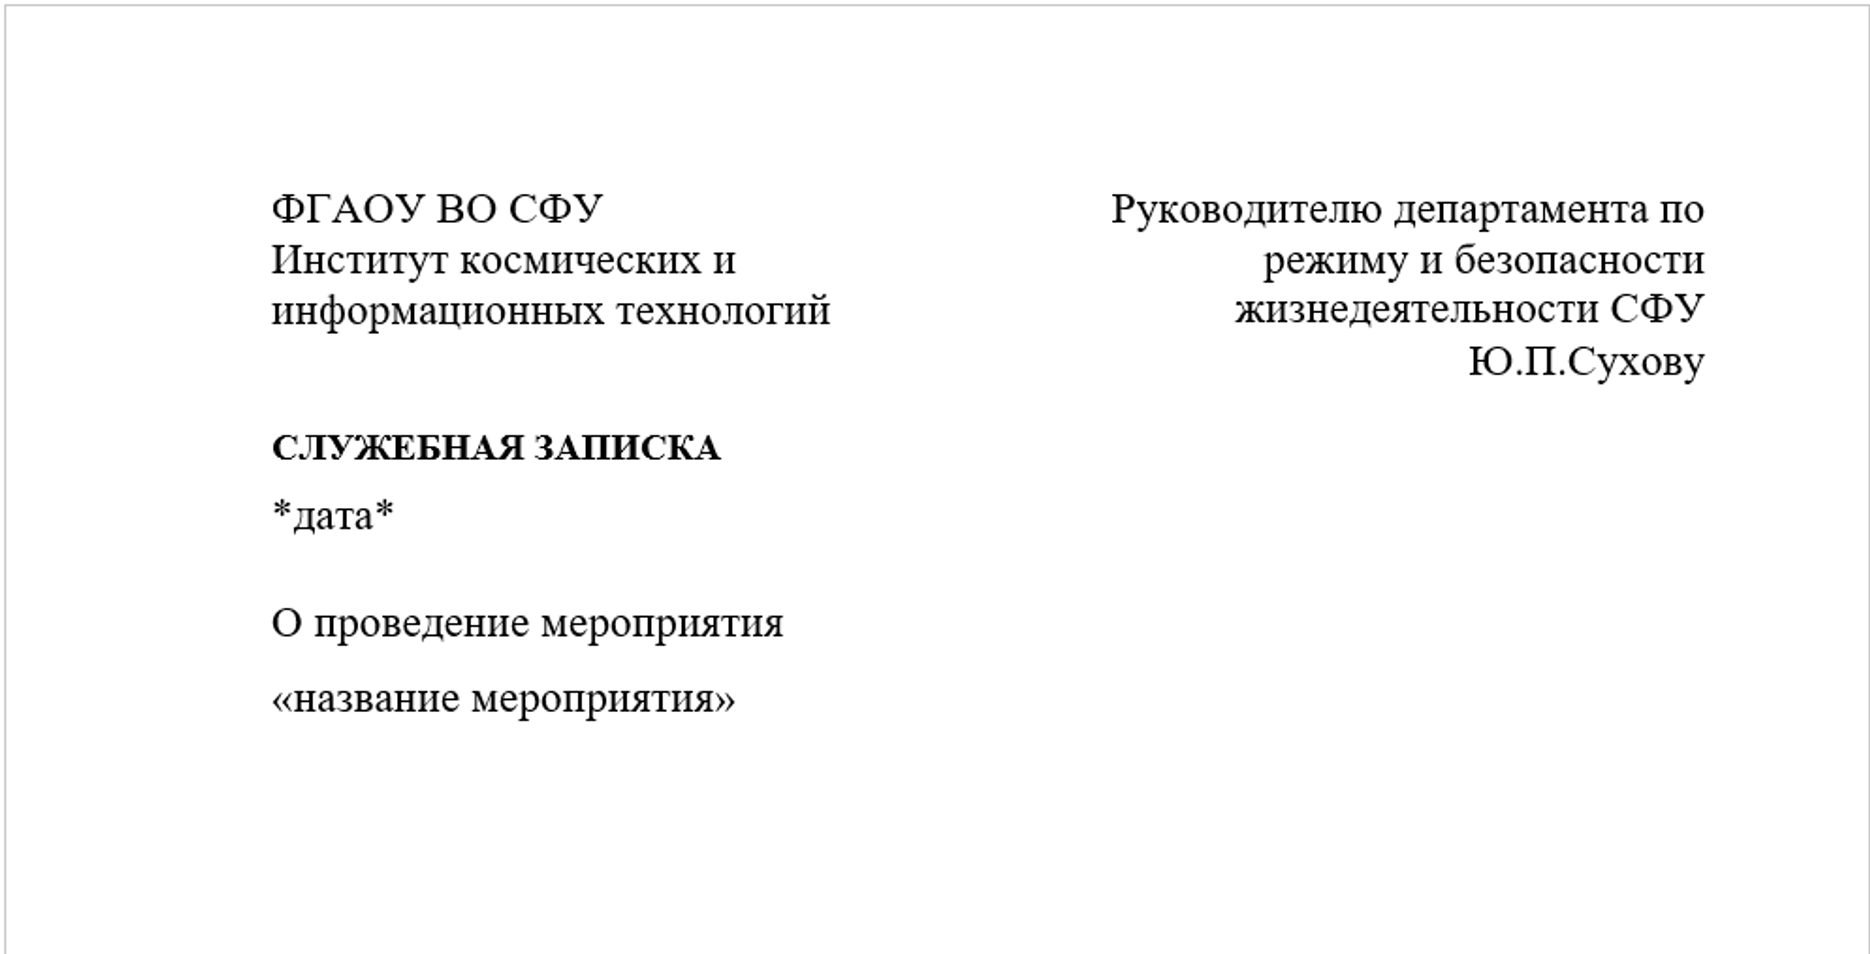 ФГАОУ ВО СФУ
Институт космических и
информационных технологий
Руководителю департамента по
режиму и безопасности
жизнедеятельности СФУ
Ю.П.Сухову
СЛУЖЕБНАЯ ЗАПИСКА
*дата*
О проведение мероприятия
«название мероприятия»